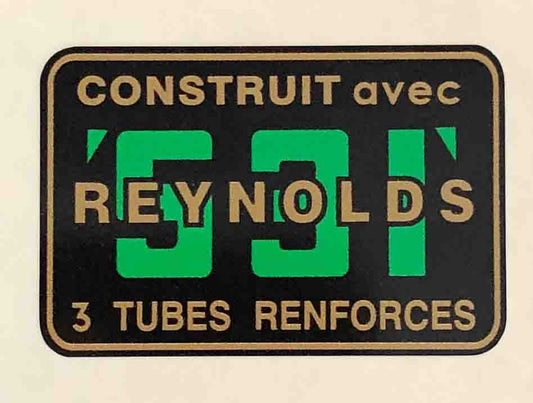 CONSTRUIT avec
'531'
REYNOLDS
3 TUBES RENFORCES